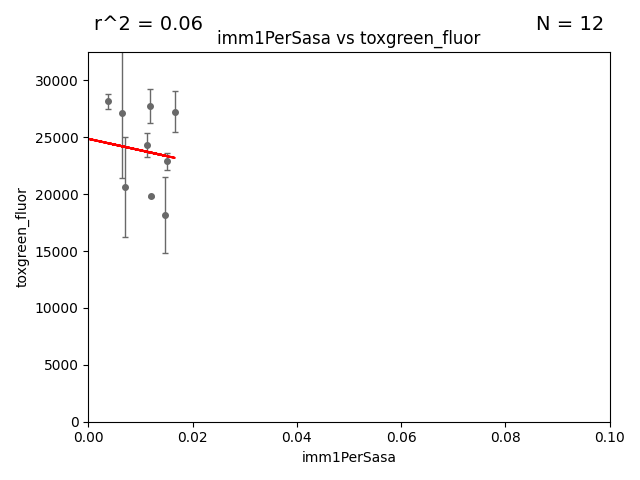 r^2 = 0.06
N = 12
imm1PerSasa vs toxgreen_fluor
30000
25000
20000
15000
10000
5000
0
toxgreen_fluor
0.00 0.02 0.04 0.06 0.08 0.10
imm1PerSasa